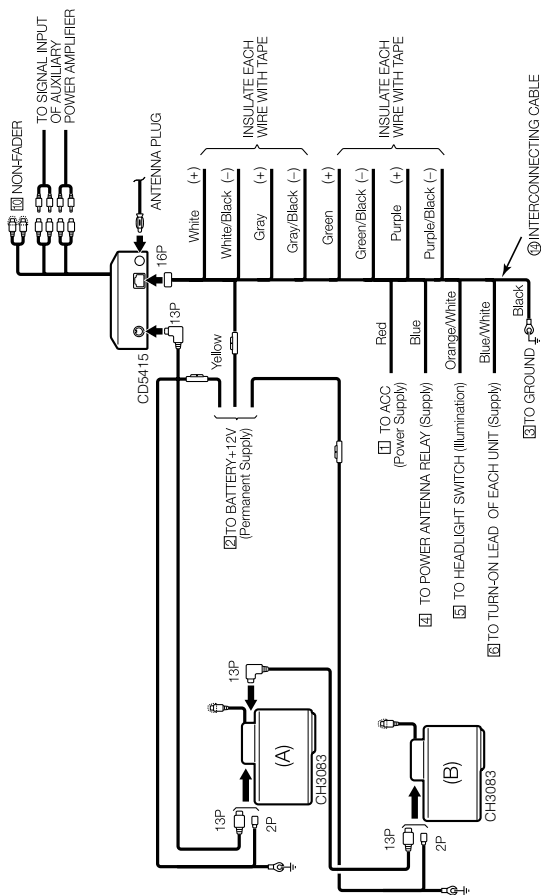 10 NON-FADER
TO SIGNAL INPUT
OF AUXILIARY
POWER AMPLIFIER
ANTENNA PLUG
16P
13P
CD5415
Yellow
2 TO BATTERY+12V
(Permanent Supply)
White (+)
White/Black (−)
Gray (+)
Gray/Black (−)
INSULATE EACH
WIRE WITH TAPE
Green (+)
Green/Black (−)
Purple (+)
Purple/Black (−)
INSULATE EACH
WIRE WITH TAPE
Red
1 TO ACC
(Power Supply)
Blue
4 TO POWER ANTENNA RELAY (Supply)
Orange/White
5 TO HEADLIGHT SWITCH (Illumination)
Blue/White
6 TO TURN-ON LEAD OF EACH UNIT (Supply)
Black
3 TO GROUND
⑭ INTERCONNECTING CABLE
13P
13P
2P
(A)
CH3083
13P
2P
(B)
CH3083